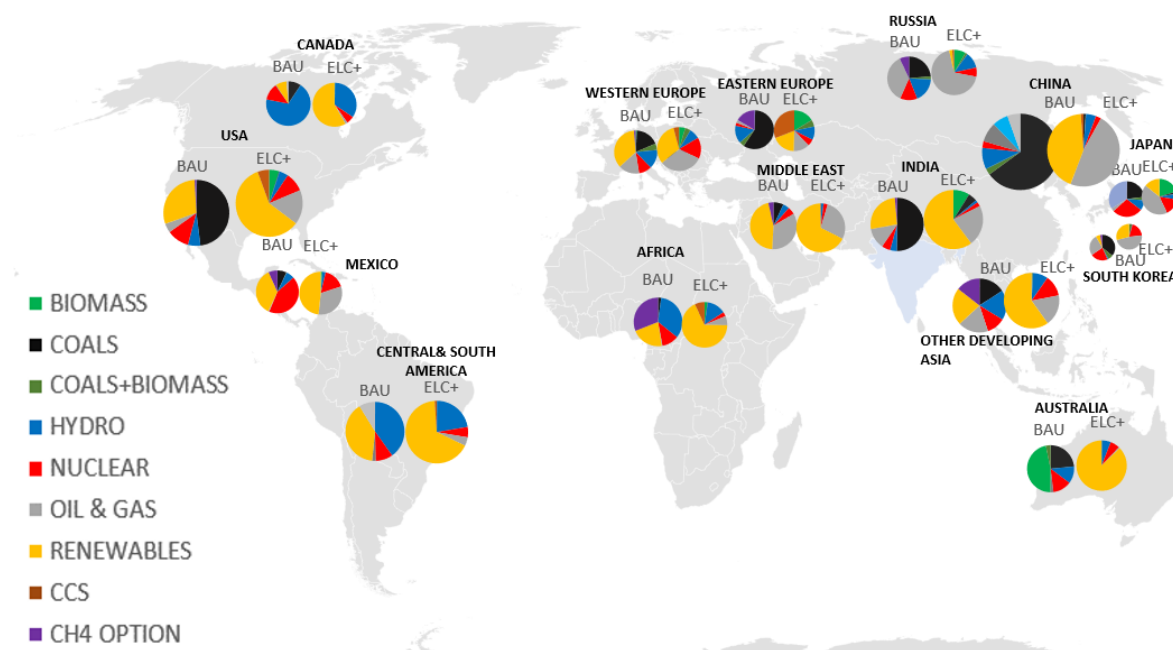 RUSSIA
BAU
ELC+
CANADA
BAU
ELC+
WESTERN EUROPE
BAU
ELC+
EASTERN EUROPE
BAU
ELC+
CHINA
BAU
ELC+
USA
BAU
ELC+
JAPAN
BAU
ELC+
MIDDLE EAST
BAU
ELC+
INDIA
BAU
ELC+
BAU
ELC+
MEXICO
AFRICA
BAU
ELC+
BAU
ELC+
SOUTH KOREA
BAU
ELC+
OTHER DEVELOPING
ASIA
CENTRAL& SOUTH
AMERICA
BAU
ELC+
AUSTRALIA
BAU
ELC+
BIOMASS
COALS
COALS+BIOMASS
HYDRO
NUCLEAR
OIL & GAS
RENEWABLES
CCS
CH4 OPTION